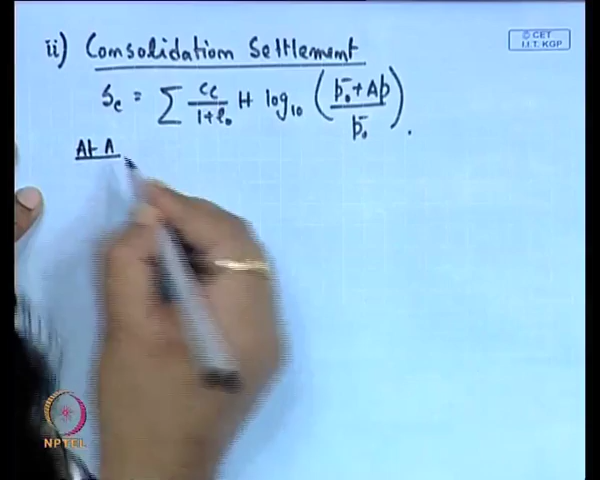 ii) Consolidation Settlement
© CET
I.I.T. KGP
Sc = ∑ Cc/(1+e₀) H log₁₀ ((p̄₀+Δp)/p̄₀).
At A
NPTEL